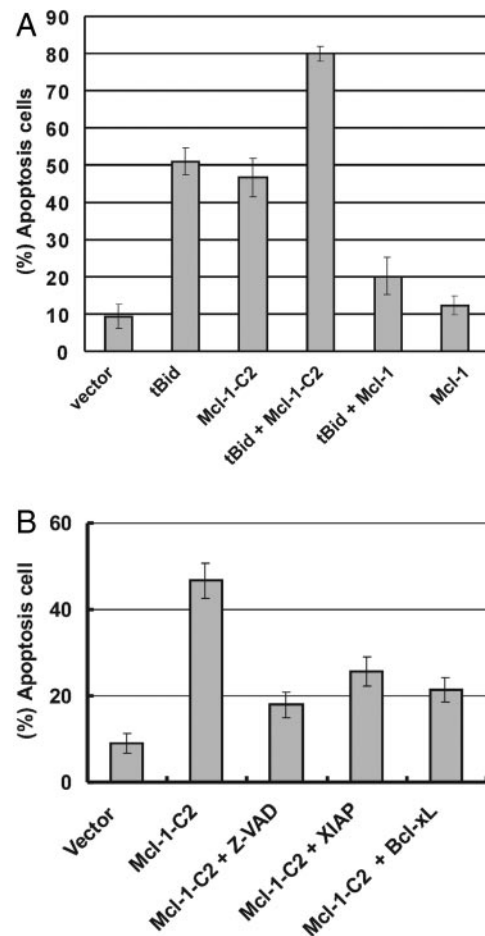 A
(%) Apoptosis cells
90
80
70
60
50
40
30
20
10
0
vector
tBid
Mcl-1-C2
tBid + Mcl-1-C2
tBid + Mcl-1
Mcl-1
B
(%) Apoptosis cell
60
40
20
0
Vector
Mcl-1-C2
Mcl-1-C2 + Z-VAD
Mcl-1-C2 + XIAP
Mcl-1-C2 + Bcl-xL